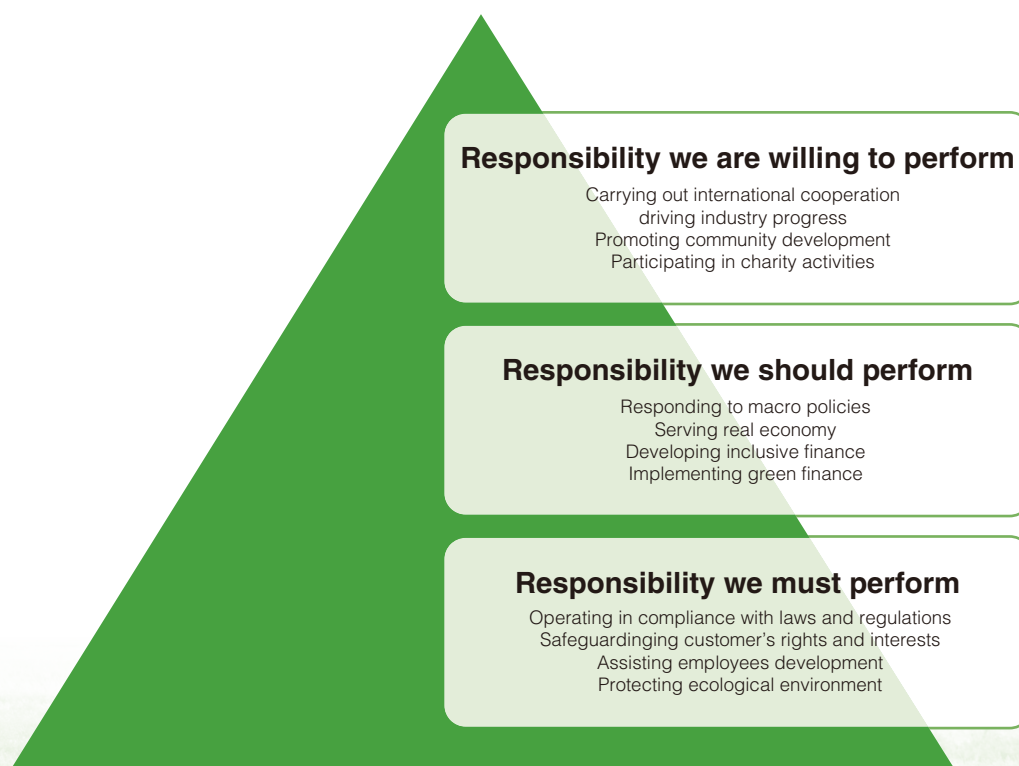 Responsibility we are willing to perform
Carrying out international cooperation
driving industry progress
Promoting community development
Participating in charity activities
Responsibility we should perform
Responding to macro policies
Serving real economy
Developing inclusive finance
Implementing green finance
Responsibility we must perform
Operating in compliance with laws and regulations
Safeguardinging customer’s rights and interests
Assisting employees development
Protecting ecological environment